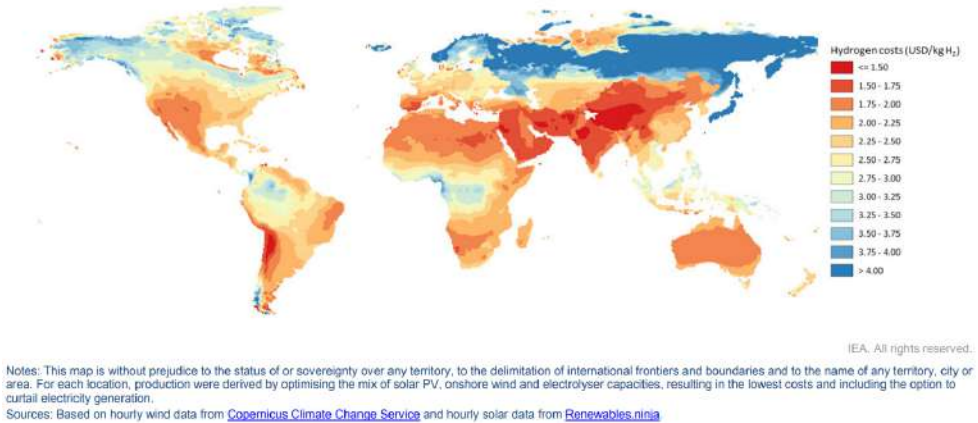 Hydrogen costs (USD/kg H₂)
<= 1.50
1.50 - 1.75
1.75 - 2.00
2.00 - 2.25
2.25 - 2.50
2.50 - 2.75
2.75 - 3.00
3.00 - 3.25
3.25 - 3.50
3.50 - 3.75
3.75 - 4.00
> 4.00
IEA. All rights reserved.
Notes: This map is without prejudice to the status of or sovereignty over any territory, to the delimitation of international frontiers and boundaries and to the name of any territory, city or
area. For each location, production were derived by optimising the mix of solar PV, onshore wind and electrolyser capacities, resulting in the lowest costs and including the option to
curtail electricity generation.
Sources: Based on hourly wind data from Copernicus Climate Change Service and hourly solar data from Renewables.ninja